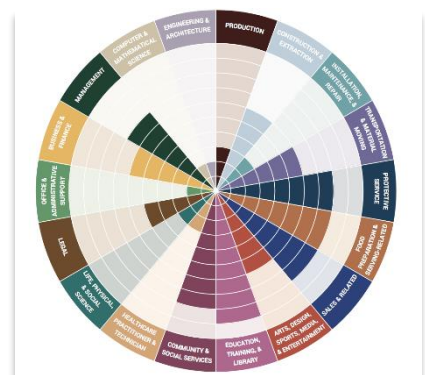 PRODUCTION
CONSTRUCTION &
EXTRACTION
INSTALLATION,
MAINTENANCE, &
REPAIR
TRANSPORTATION
& MATERIAL
MOVING
PROTECTIVE
SERVICE
FOOD
PREPARATION &
SERVING-RELATED
SALES & RELATED
ARTS, DESIGN,
SPORTS, MEDIA,
& ENTERTAINMENT
EDUCATION,
TRAINING, &
LIBRARY
COMMUNITY &
SOCIAL SERVICES
HEALTHCARE
PRACTITIONER &
TECHNICIAN
LIFE, PHYSICAL,
& SOCIAL
SCIENCE
LEGAL
OFFICE &
ADMINISTRATIVE
SUPPORT
BUSINESS &
FINANCE
MANAGEMENT
COMPUTER &
MATHEMATICAL
SCIENCE
ENGINEERING &
ARCHITECTURE